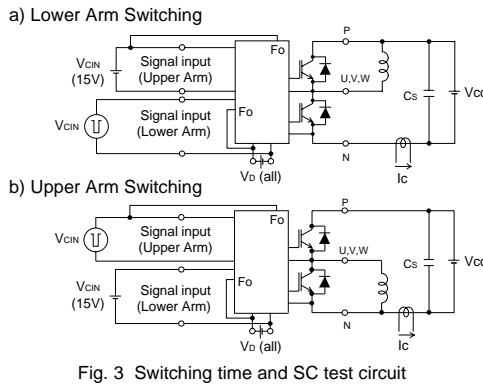 a) Lower Arm Switching
P
Fo
VCIN
(15V)
Signal input
(Upper Arm)
U,V,W
CS
Vcc
Signal input
(Lower Arm)
Fo
VCIN
N
Ic
VD (all)
b) Upper Arm Switching
P
Fo
VCIN
Signal input
(Upper Arm)
U,V,W
CS
Vcc
VCIN
(15V)
Signal input
(Lower Arm)
Fo
N
Ic
VD (all)
Fig. 3 Switching time and SC test circuit